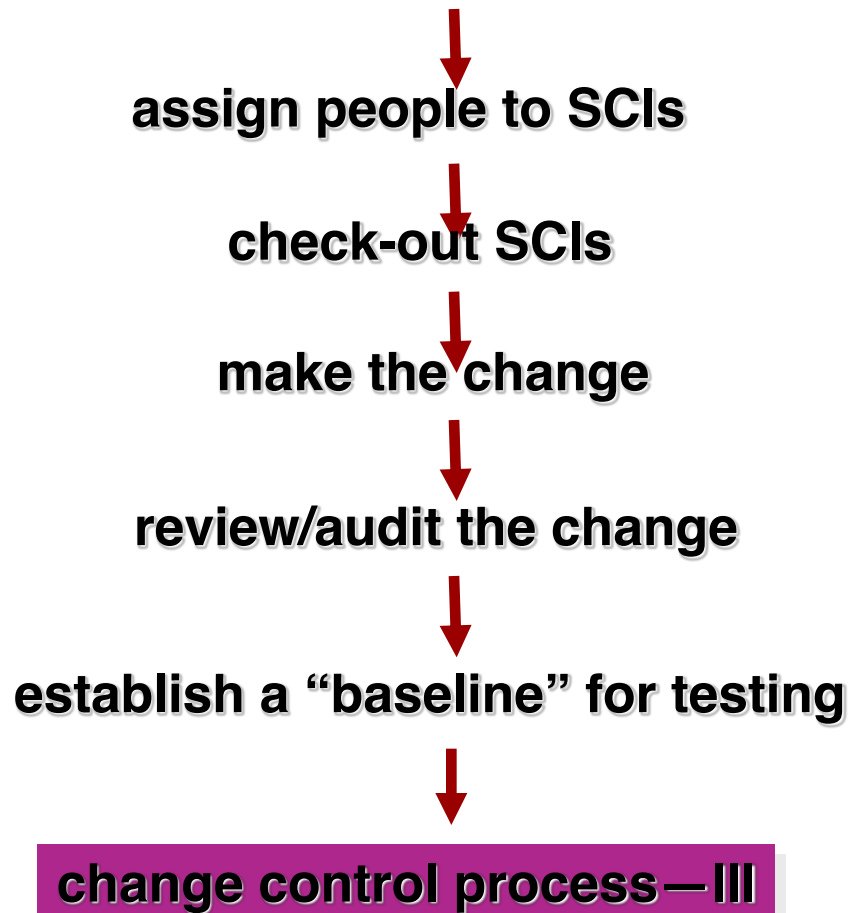 assign people to SCIs
check-out SCIs
make the change
review/audit the change
establish a “baseline” for testing
change control process—III